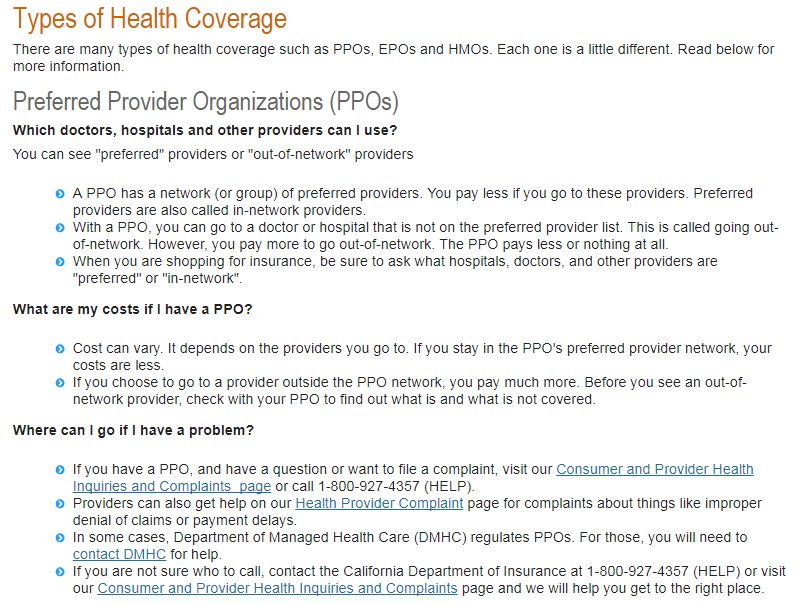 Types of Health Coverage
There are many types of health coverage such as PPOs, EPOs and HMOs. Each one is a little different. Read below for
more information.
Preferred Provider Organizations (PPOs)
Which doctors, hospitals and other providers can I use?
You can see "preferred" providers or "out-of-network" providers
A PPO has a network (or group) of preferred providers. You pay less if you go to these providers. Preferred
providers are also called in-network providers.
With a PPO, you can go to a doctor or hospital that is not on the preferred provider list. This is called going out-
of-network. However, you pay more to go out-of-network. The PPO pays less or nothing at all.
When you are shopping for insurance, be sure to ask what hospitals, doctors, and other providers are
"preferred" or "in-network".
What are my costs if I have a PPO?
Cost can vary. It depends on the providers you go to. If you stay in the PPO's preferred provider network, your
costs are less.
If you choose to go to a provider outside the PPO network, you pay much more. Before you see an out-of-
network provider, check with your PPO to find out what is and what is not covered.
Where can I go if I have a problem?
If you have a PPO, and have a question or want to file a complaint, visit our Consumer and Provider Health
Inquiries and Complaints page or call 1-800-927-4357 (HELP).
Providers can also get help on our Health Provider Complaint page for complaints about things like improper
denial of claims or payment delays.
In some cases, Department of Managed Health Care (DMHC) regulates PPOs. For those, you will need to
contact DMHC for help.
If you are not sure who to call, contact the California Department of Insurance at 1-800-927-4357 (HELP) or visit
our Consumer and Provider Health Inquiries and Complaints page and we will help you get to the right place.